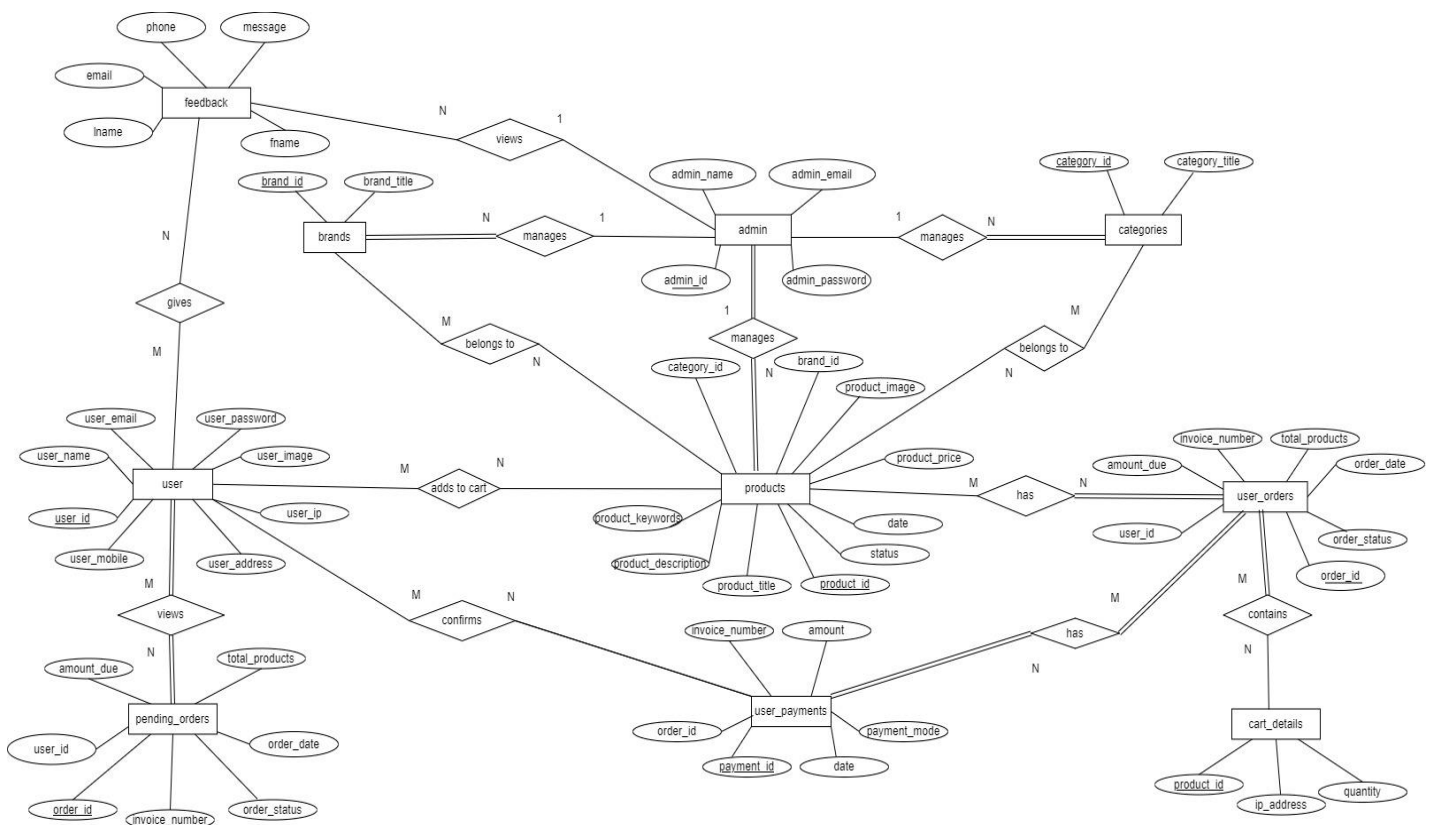 phone
message
email
feedback
lname
fname
N
views
1
brand_id
brand_title
admin_name
admin_email
category_id
category_title
brands
N
manages
1
admin
1
manages
N
categories
admin_id
admin_password
N
gives
M
M
belongs to
N
1
manages
N
M
belongs to
N
category_id
brand_id
product_image
product_price
user_email
user_password
user_name
user_image
user
user_id
user_ip
user_mobile
user_address
M
adds to cart
N
products
product_keywords
date
product_description
status
product_title
product_id
M
has
N
invoice_number
total_products
amount_due
order_date
user_orders
user_id
order_status
order_id
M
views
N
M
confirms
N
M
has
N
M
contains
N
amount_due
total_products
pending_orders
user_id
order_date
order_id
invoice_number
order_status
invoice_number
amount
user_payments
order_id
payment_mode
payment_id
date
cart_details
product_id
ip_address
quantity